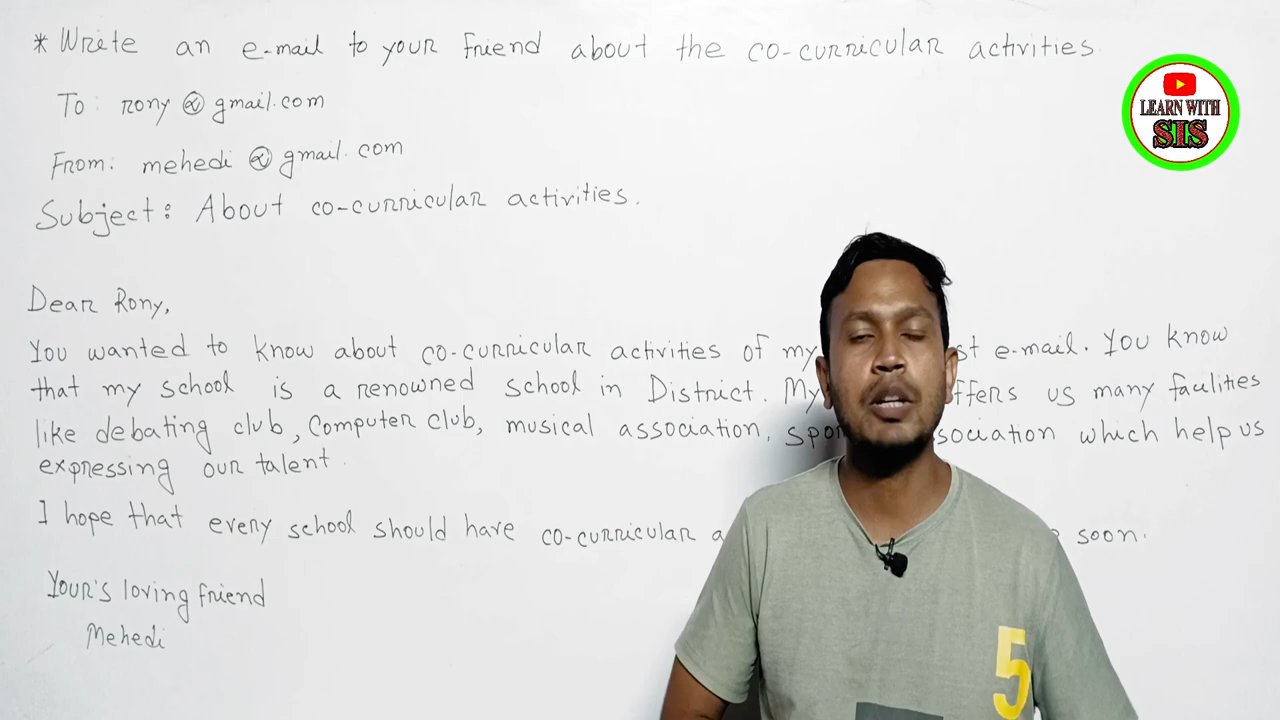 * Write an e-mail to your friend about the co-curricular activities.
To: rony@gmail.com
From: mehedi@gmail.com
Subject: About co-curricular activities.
LEARN WITH
SIS
Dear Rony,
You wanted to know about co-curricular activities of my st e-mail. You know
that my school is a renowned school in District. My ffers us many facilities
like debating club, Computer club, musical association, spor sociation which help us
expressing our talent.
I hope that every school should have co-curricular a soon.
Your's loving friend
Mehedi
5